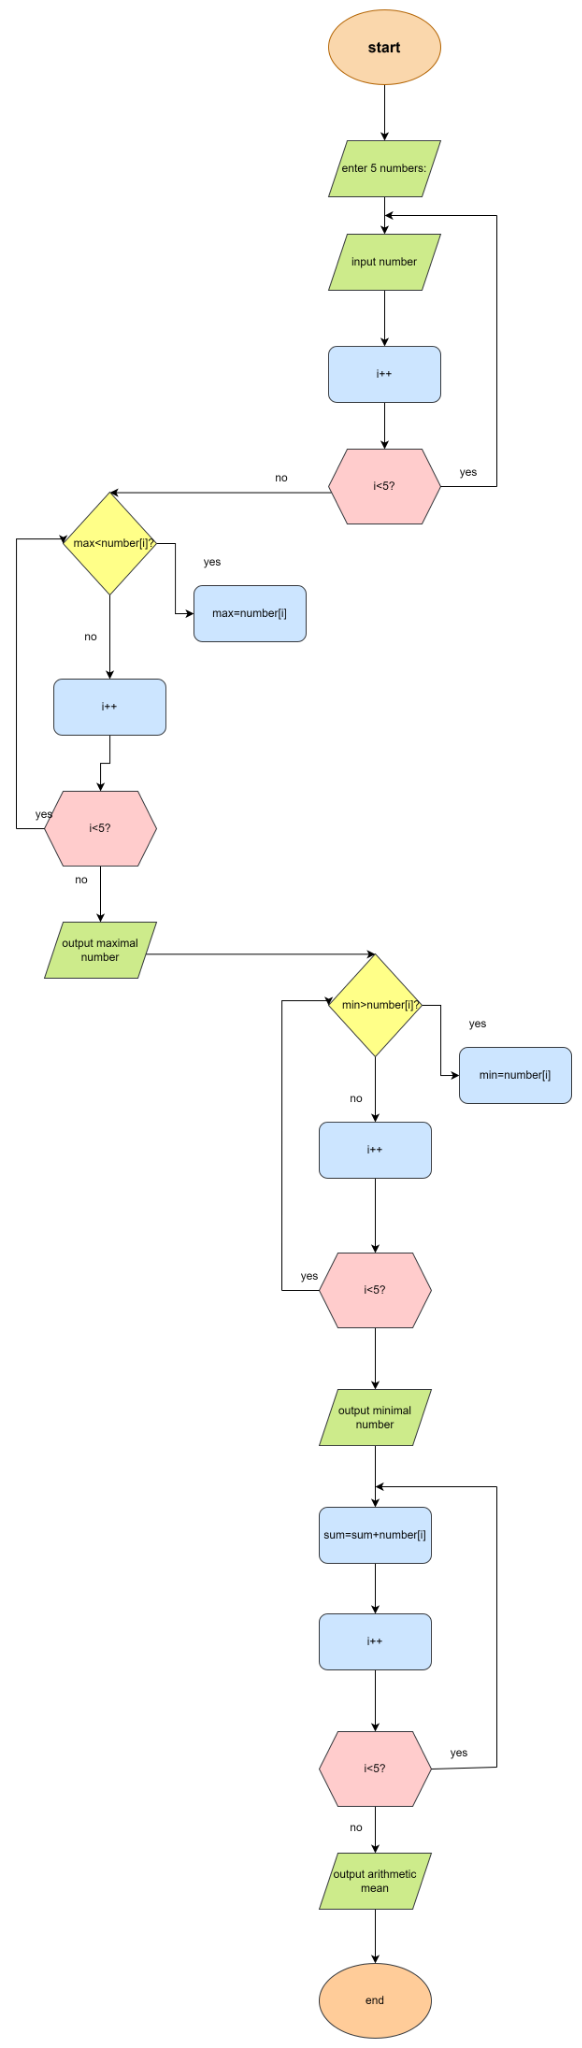 start
enter 5 numbers:
input number
i++
i<5?
yes
no
max<number[i]?
yes
max=number[i]
no
i++
yes
i<5?
no
output maximal
number
min>number[i]?
yes
min=number[i]
no
i++
yes
i<5?
output minimal
number
sum=sum+number[i]
i++
i<5?
yes
no
output arithmetic
mean
end